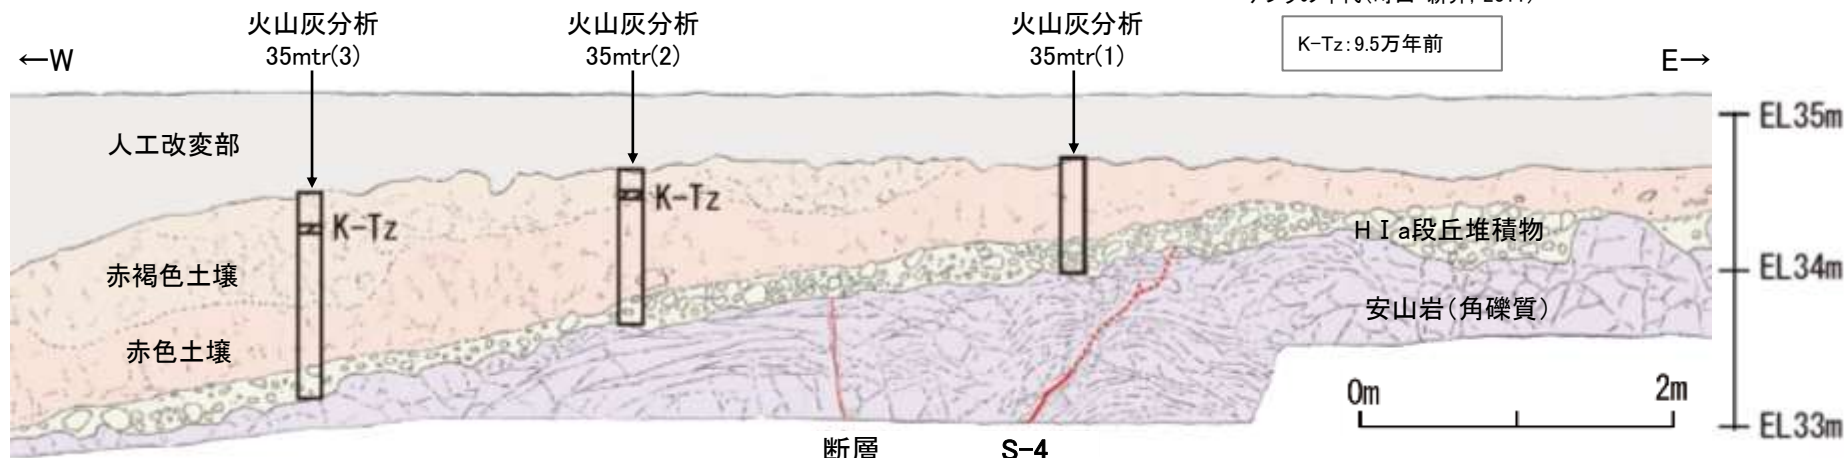 火山灰分析
35mtr(3)
火山灰分析
35mtr(2)
火山灰分析
35mtr(1)
K-Tz:9.5万年前
←W
E→
人工改変部
EL35m
K-Tz
K-Tz
HⅠa段丘堆積物
赤褐色土壌
EL34m
安山岩(角礫質)
赤色土壌
0m
2m
EL33m
断層
S-4